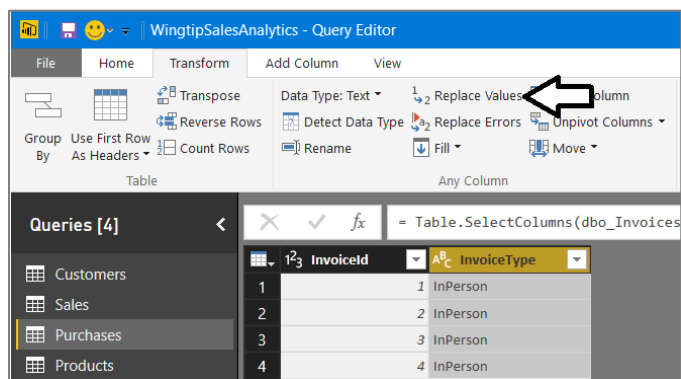 WingtipSalesAnalytics - Query Editor
File Home Transform Add Column View
Transpose Data Type: Text Replace Values olumn
Group By Use First Row As Headers Reverse Rows Detect Data Type Replace Errors Unpivot Columns
Count Rows Rename Fill Move
Table Any Column
Queries [4] fx = Table.SelectColumns(dbo_Invoices
1²3 InvoiceId ABC InvoiceType
Customers 1 1 InPerson
Sales 2 2 InPerson
Purchases 3 3 InPerson
Products 4 4 InPerson